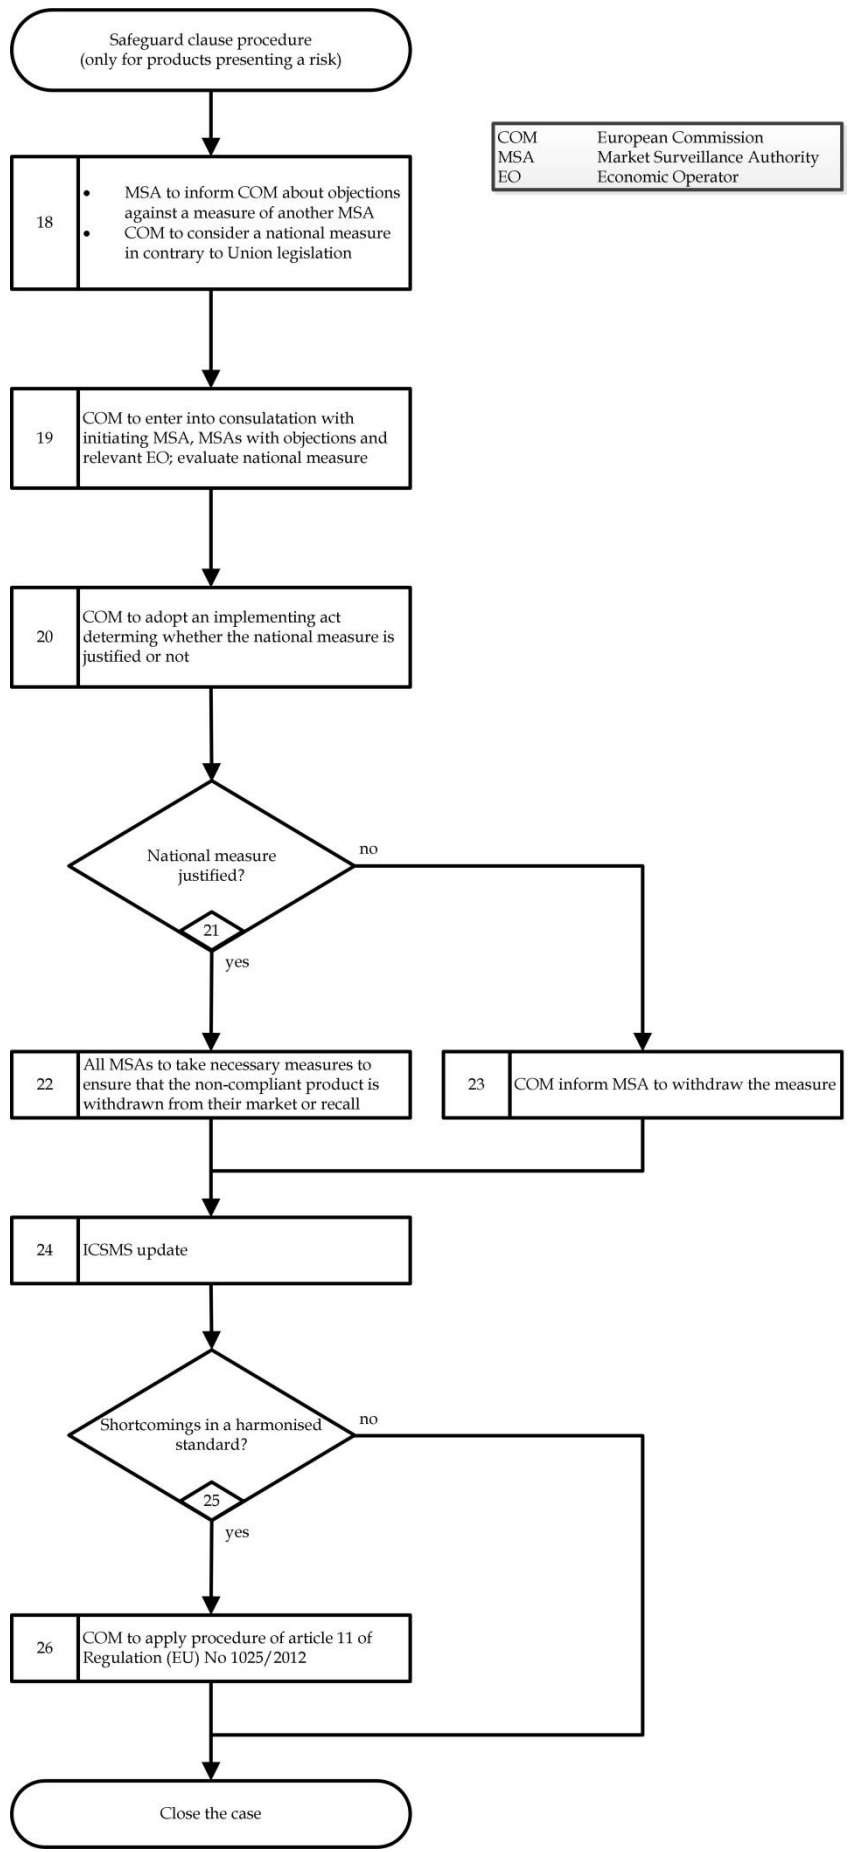 Safeguard clause procedure
(only for products presenting a risk)
COM European Commission
MSA Market Surveillance Authority
EO Economic Operator
18
• MSA to inform COM about objections
against a measure of another MSA
• COM to consider a national measure
in contrary to Union legislation
19
COM to enter into consulatation with
initiating MSA, MSAs with objections and
relevant EO; evaluate national measure
20
COM to adopt an implementing act
determing whether the national measure is
justified or not
National measure
justified?
no
21
yes
22
All MSAs to take necessary measures to
ensure that the non-compliant product is
withdrawn from their market or recall
23
COM inform MSA to withdraw the measure
24
ICSMS update
Shortcomings in a harmonised
standard?
no
25
yes
26
COM to apply procedure of article 11 of
Regulation (EU) No 1025/2012
Close the case